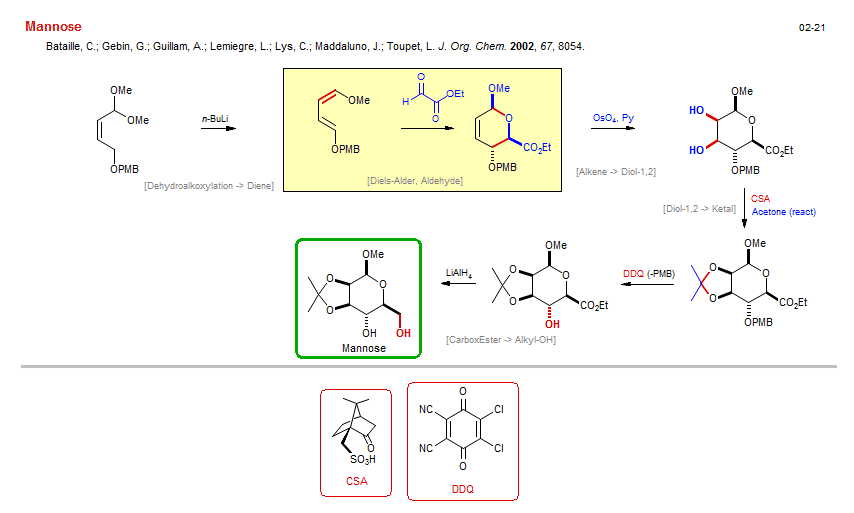 Mannose
02-21
Bataille, C.; Gebin, G.; Guillam, A.; Lemiegre, L.; Lys, C.; Maddaluno, J.; Toupet, L. J. Org. Chem. 2002, 67, 8054.
OMe
OMe
OPMB
n-BuLi
[Dehydroalkoxylation -> Diene]
OMe
OPMB
O
H
OEt
O
[Diels-Alder, Aldehyde]
OMe
O
CO2Et
OPMB
OsO4, Py
[Alkene -> Diol-1,2]
OMe
HO
O
HO
CO2Et
OPMB
[Diol-1,2 -> Ketal]
CSA
Acetone (react)
OMe
O
O
O
CO2Et
OPMB
DDQ (-PMB)
OMe
O
O
O
CO2Et
OH
LiAlH4
[CarboxEster -> Alkyl-OH]
OMe
O
O
O
OH
OH
Mannose
O
SO3H
CSA
O
NC
Cl
NC
Cl
O
DDQ